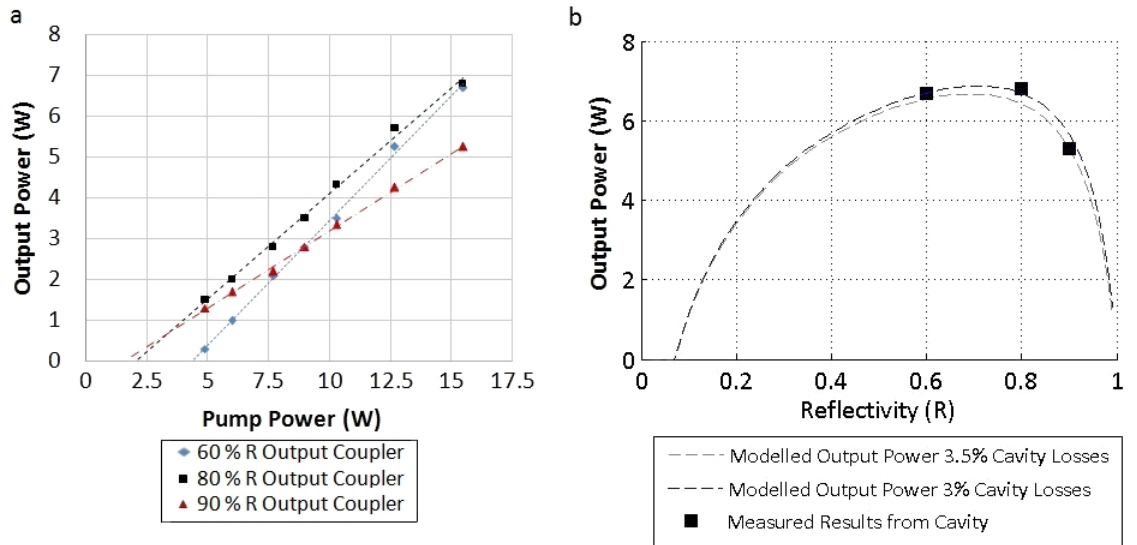 a
8
7
6
5
4
3
2
1
0
Output Power (W)
0 2.5 5 7.5 10 12.5 15 17.5
Pump Power (W)
60 % R Output Coupler
80 % R Output Coupler
90 % R Output Coupler
b
8
6
4
2
0
Output Power (W)
0 0.2 0.4 0.6 0.8 1
Reflectivity (R)
Modelled Output Power 3.5% Cavity Losses
Modelled Output Power 3% Cavity Losses
Measured Results from Cavity